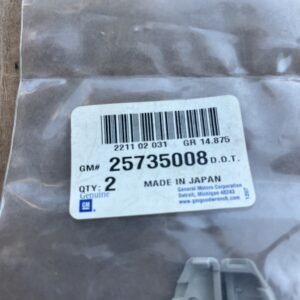 2211 02 031 GR 14.875
GM# 25735008 D.O.T.
QTY: 2 MADE IN JAPAN
Genuine
General Motors Corporation
Detroit, Michigan 48243
www.gmgoodwrench.com
GM